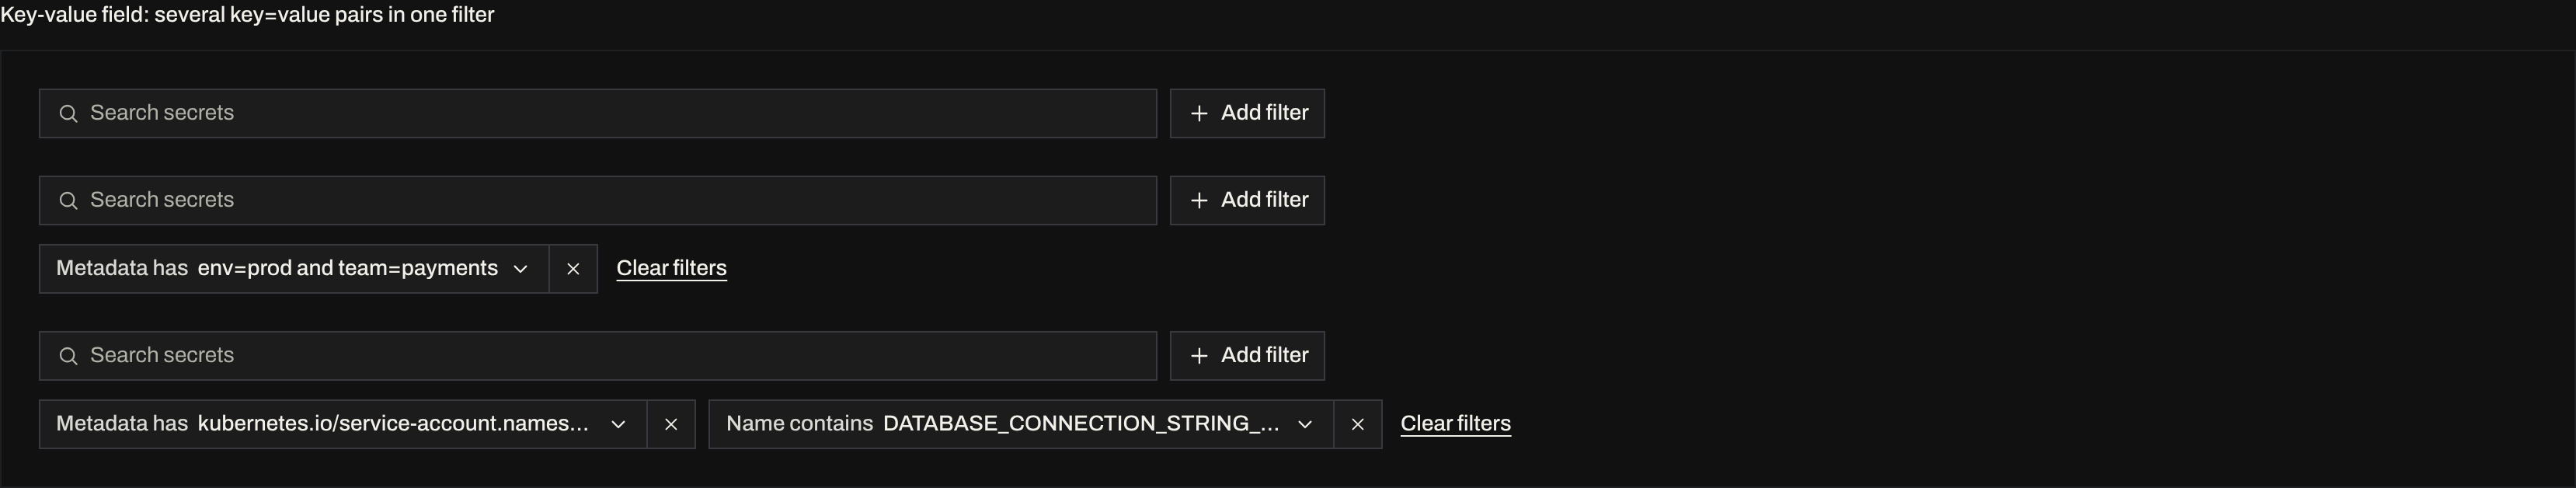 Key-value field: several key=value pairs in one filter
Search secrets
Add filter
Search secrets
Add filter
Metadata has env=prod and team=payments
Clear filters
Search secrets
Add filter
Metadata has kubernetes.io/service-account.names...
Name contains DATABASE_CONNECTION_STRING_...
Clear filters